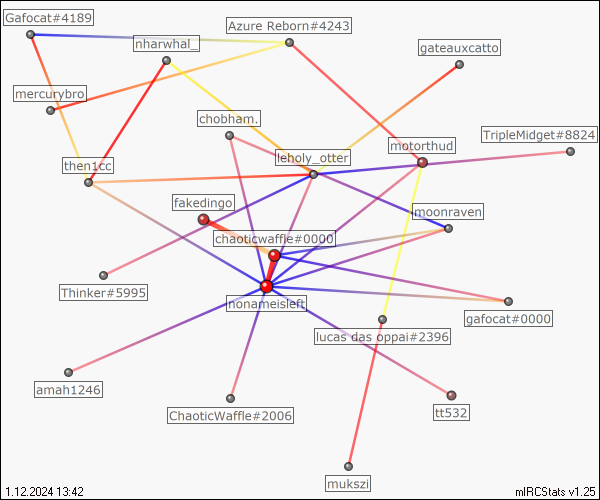 Gafocat#4189
Azure Reborn#4243
nharwhal_
gateauxcatto
mercurybro
chobham.
TripleMidget#8824
motorthud
leholy_otter
then1cc
fakedingo
moonraven
chaoticwaffle#0000
Thinker#5995
nonameisleft
gafocat#0000
lucas das oppai#2396
amah1246
ChaoticWaffle#2006
tt532
mukszi
1.12.2024 13:42
mIRCStats v1.25